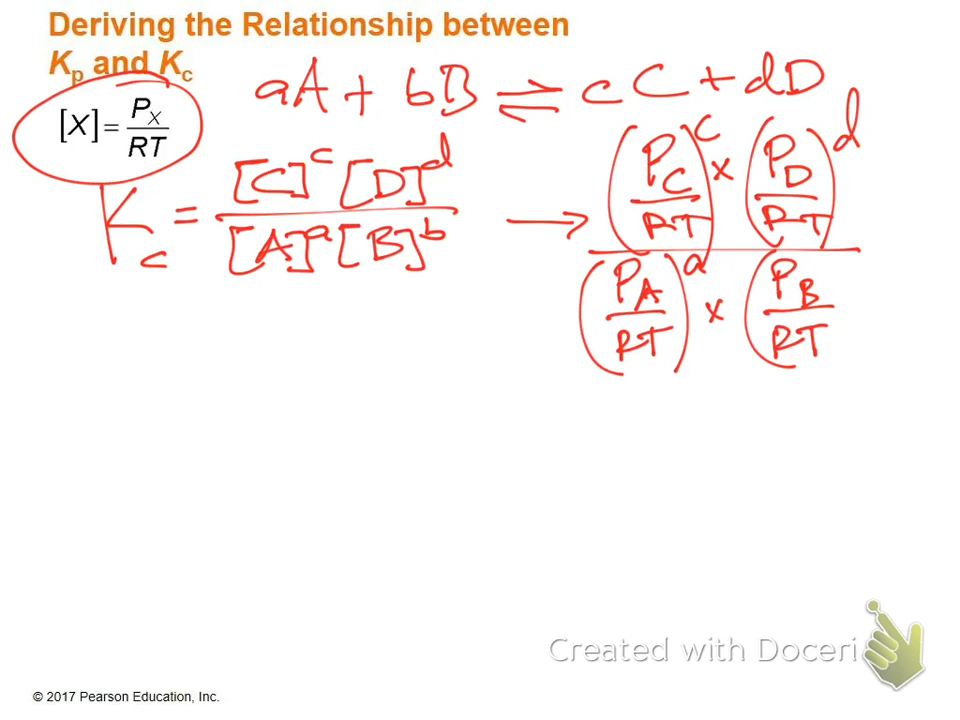 Deriving the Relationship between
Kp and Kc
aA + bB ⇌ cC + dD
[X] = PX / RT
Kc = [C]^c [D]^d / [A]^a [B]^b → (PC / RT)^c × (PD / RT)^d / (PA / RT)^a × (PB / RT
Created with Doceri
© 2017 Pearson Education, Inc.